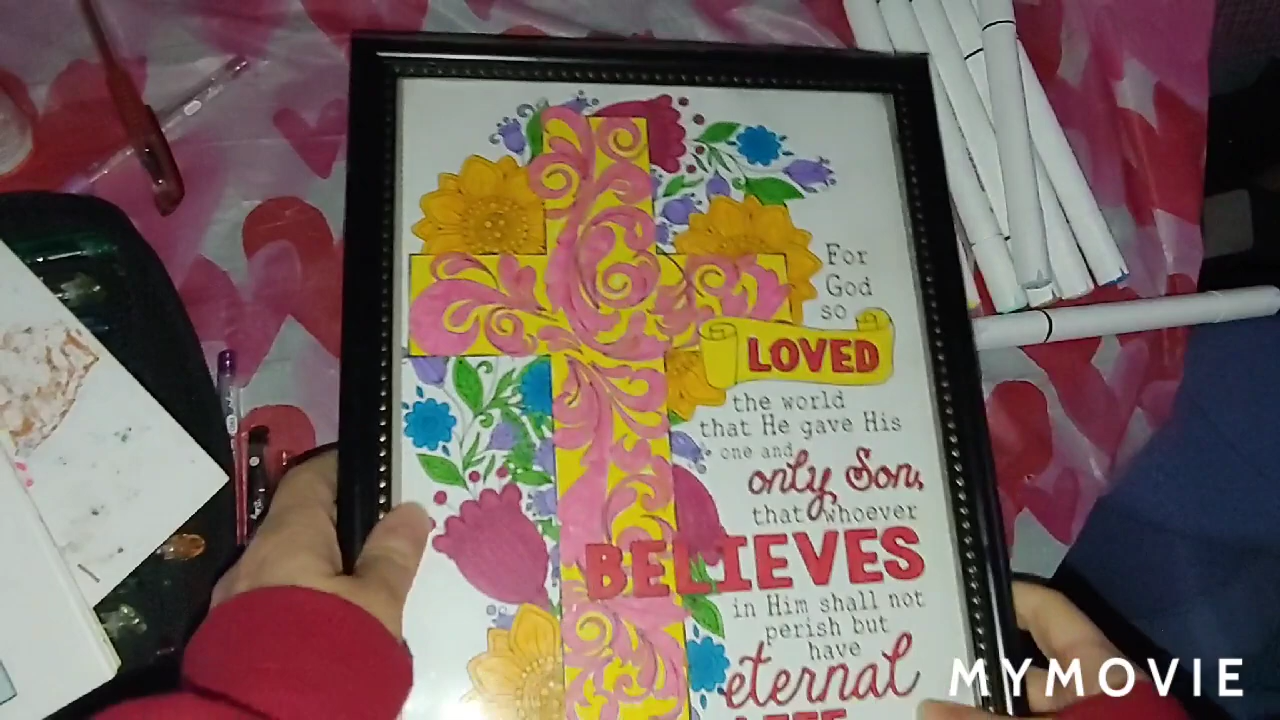 For
God
so
LOVED
the world
that He gave His
one and
only Son,
that whoever
BELIEVES
in Him shall not
perish but
have
eternal
LIFE
MYMOVIE